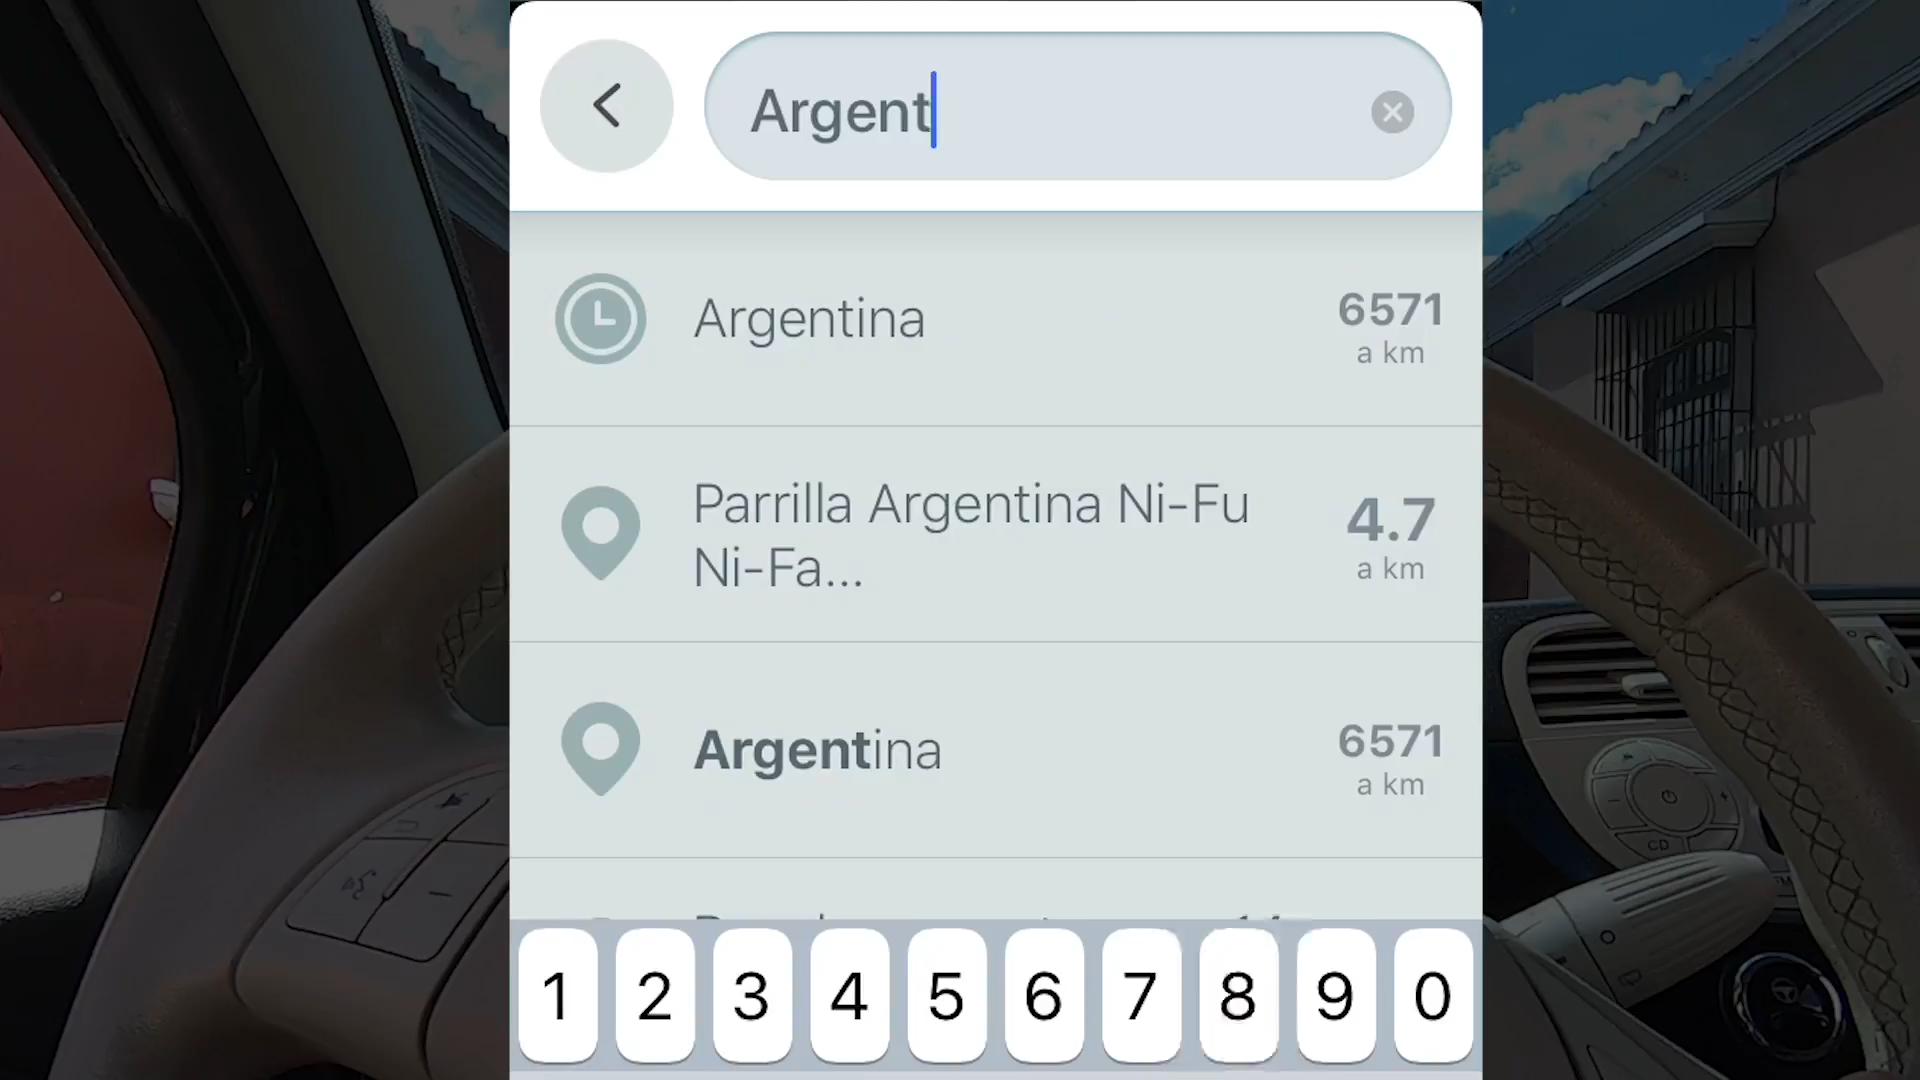 Argent
Argentina
6571
a km
Parrilla Argentina Ni-Fu
Ni-Fa...
4.7
a km
Argentina
6571
a km
1 2 3 4 5 6 7 8 9 0
CD